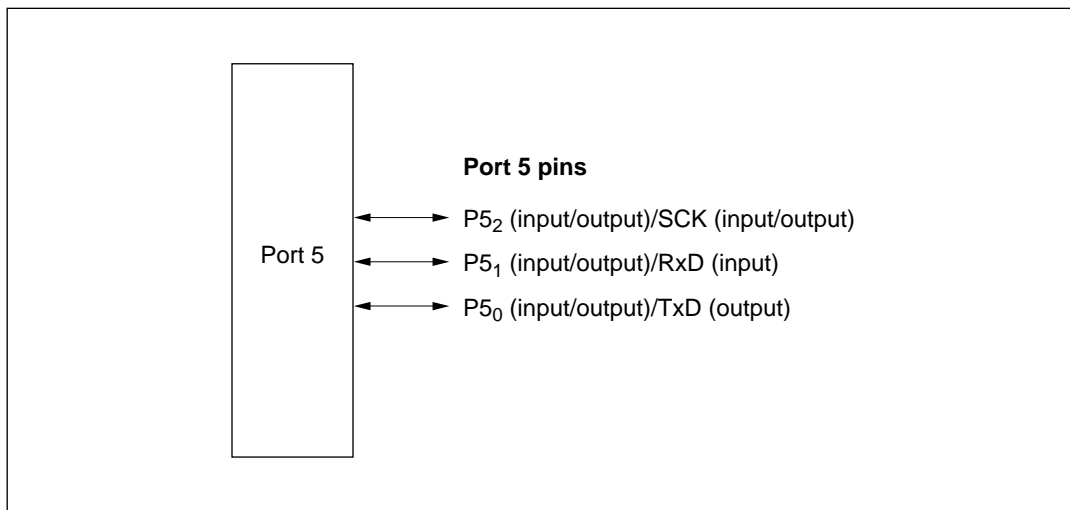 Port 5 pins
P5₂ (input/output)/SCK (input/output)
Port 5
P5₁ (input/output)/RxD (input)
P5₀ (input/output)/TxD (output)